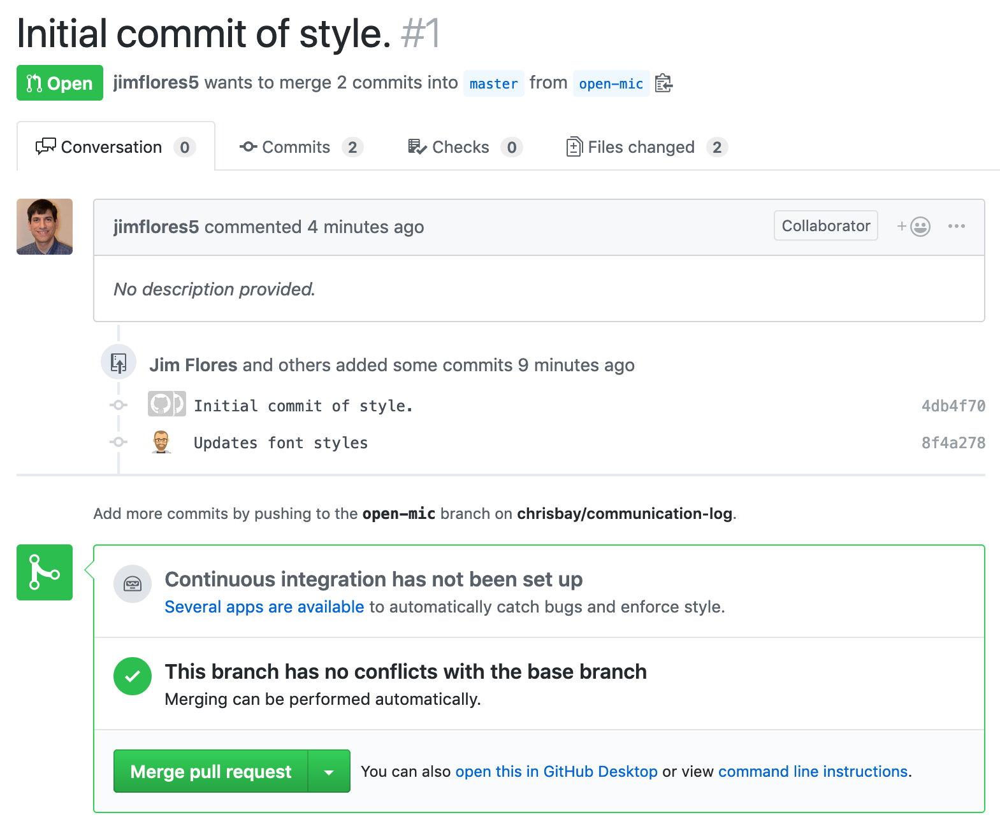 Initial commit of style. #1
Open jimflores5 wants to merge 2 commits into master from open-mic
Conversation 0 Commits 2 Checks 0 Files changed 2
jimflores5 commented 4 minutes ago Collaborator
No description provided.
Jim Flores and others added some commits 9 minutes ago
Initial commit of style. 4db4f70
Updates font styles 8f4a278
Add more commits by pushing to the open-mic branch on chrisbay/communication-log.
Continuous integration has not been set up
Several apps are available to automatically catch bugs and enforce style.
This branch has no conflicts with the base branch
Merging can be performed automatically.
Merge pull request You can also open this in GitHub Desktop or view command line instructions.